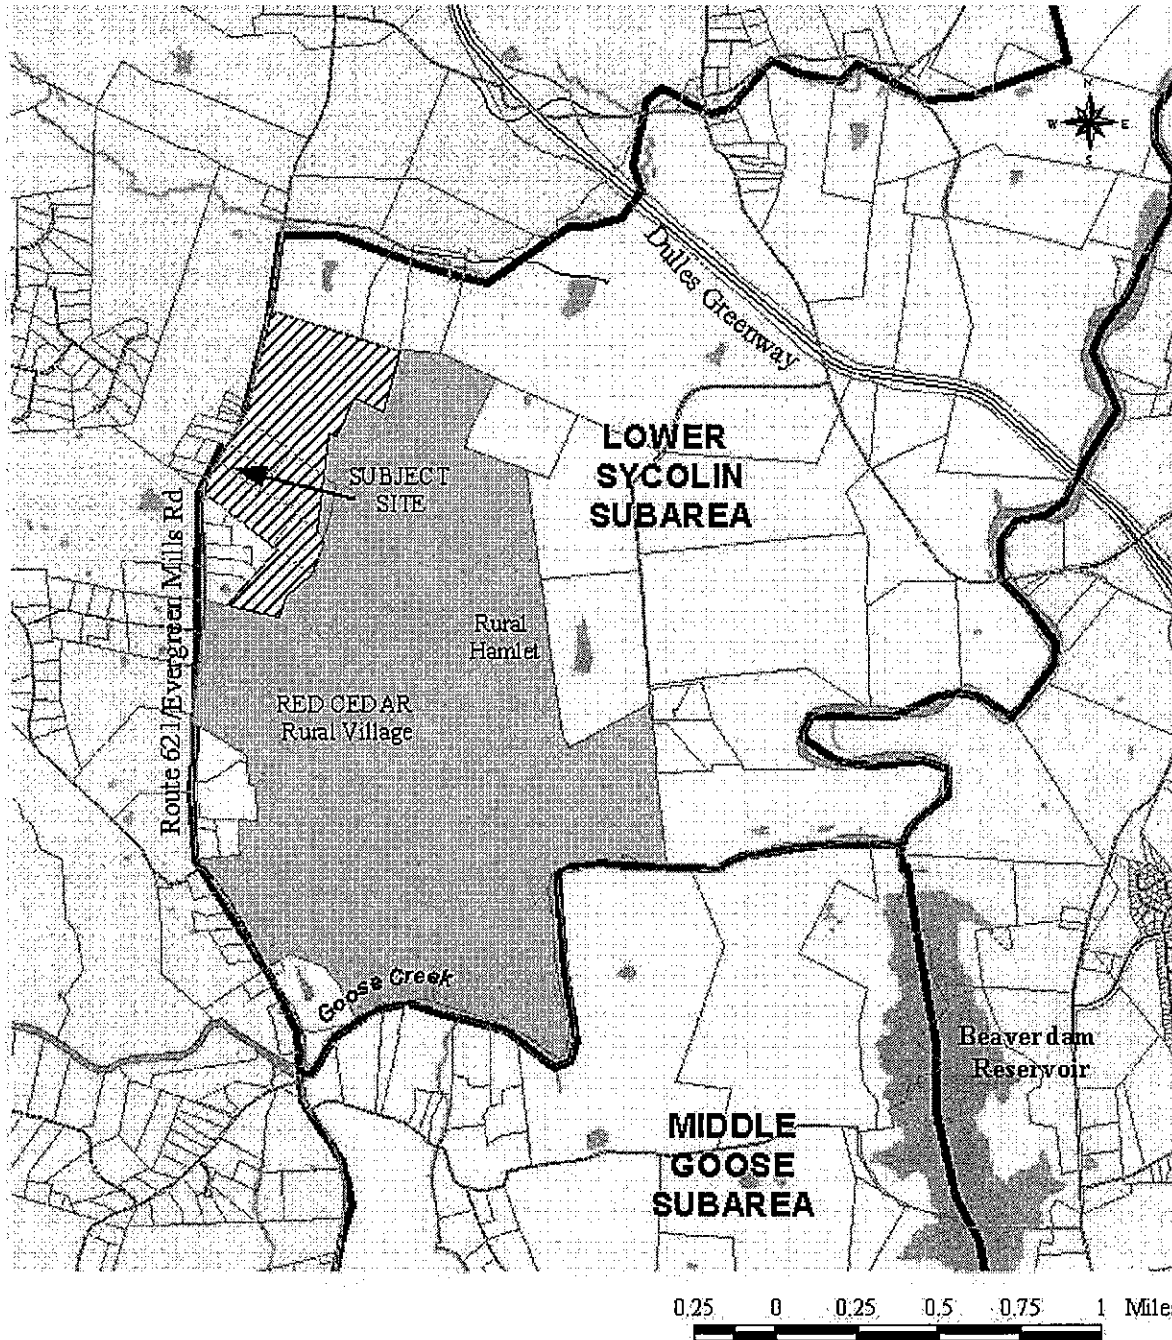 N
W E
S
Dulles Greenway
LOWER
SYCOLIN
SUBAREA
SUBJECT
SITE
Route 621/Evergreen Mills Rd
Rural
Hamlet
RED CEDAR
Rural Village
Goose Creek
Beaverdam
Reservoir
MIDDLE
GOOSE
SUBAREA
0.25 0 0.25 0.5 0.75 1 Mile